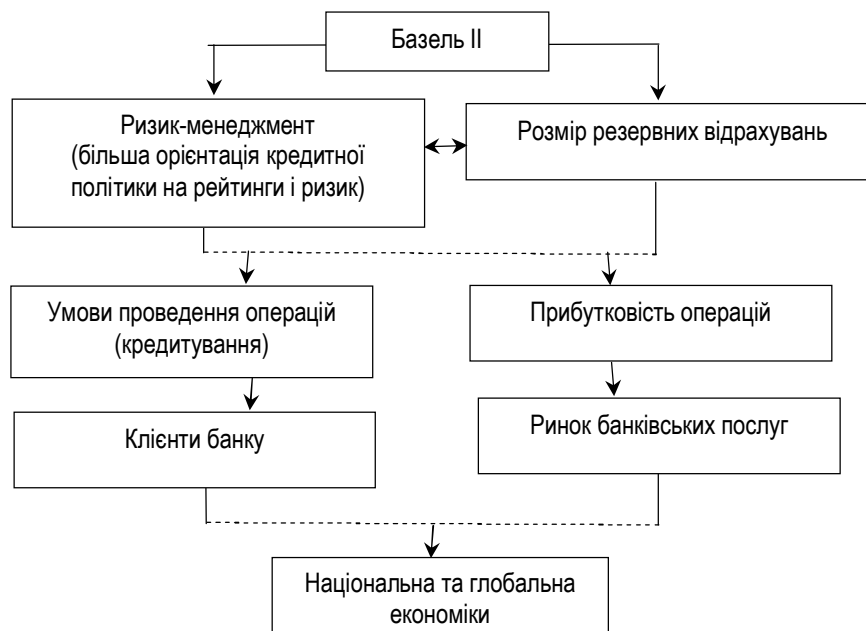 Базель II
Ризик-менеджмент
(більша орієнтація кредитної
політики на рейтинги і ризик)
Розмір резервних відрахувань
Умови проведення операцій
(кредитування)
Прибутковість операцій
Клієнти банку
Ринок банківських послуг
Національна та глобальна
економіки